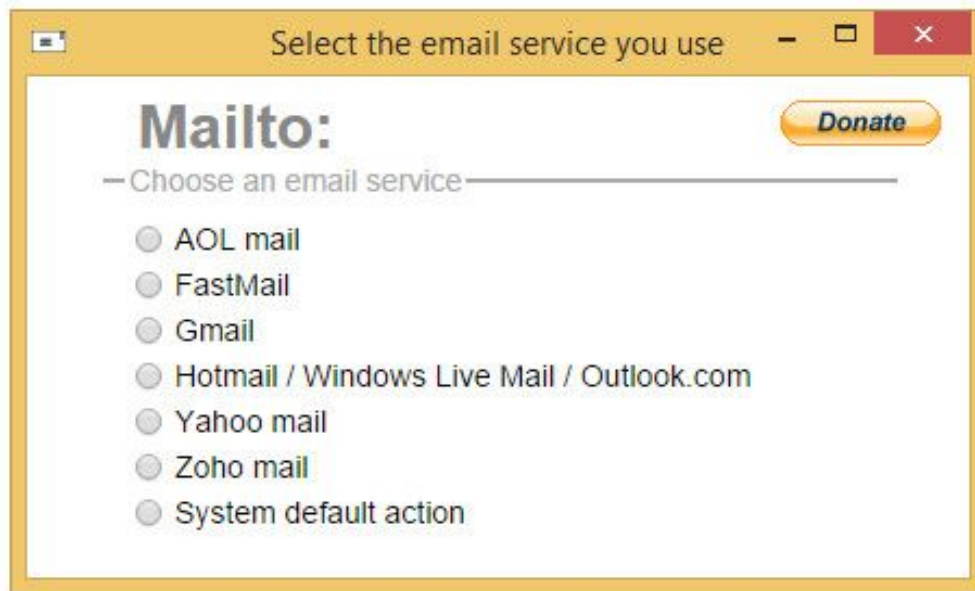 Select the email service you use
Mailto:
Donate
Choose an email service
AOL mail
FastMail
Gmail
Hotmail / Windows Live Mail / Outlook.com
Yahoo mail
Zoho mail
System default action